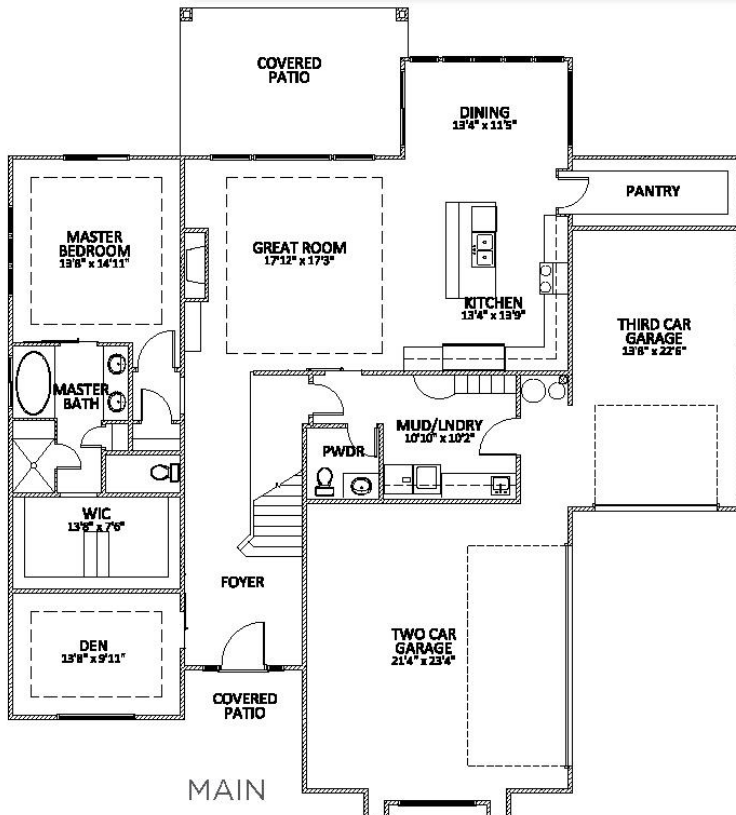 COVERED
PATIO
DINING
13'4" x 11'5"
PANTRY
MASTER
BEDROOM
13'8" x 14'11"
GREAT ROOM
17'12" x 17'3"
KITCHEN
13'4" x 13'9"
THIRD CAR
GARAGE
13'8" x 22'6"
MASTER
BATH
MUD/LNDRY
10'10" x 10'2"
PWDR
WIC
13'8" x 7'6"
FOYER
DEN
13'8" x 9'11"
TWO CAR
GARAGE
21'4" x 23'4"
COVERED
PATIO
MAIN